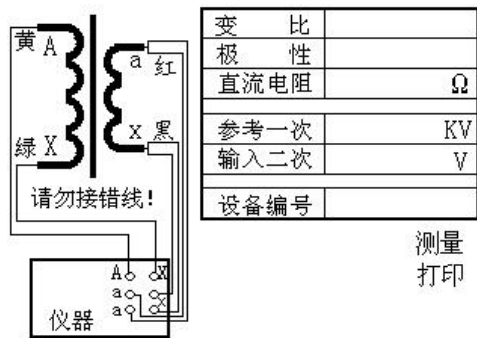 黄 A
a 红
x 黑
绿 X
请勿接错线!
A X
a
a x
仪器
变 比
极 性
直流电阻 Ω
参考一次 KV
输入二次 V
设备编号
测量
打印